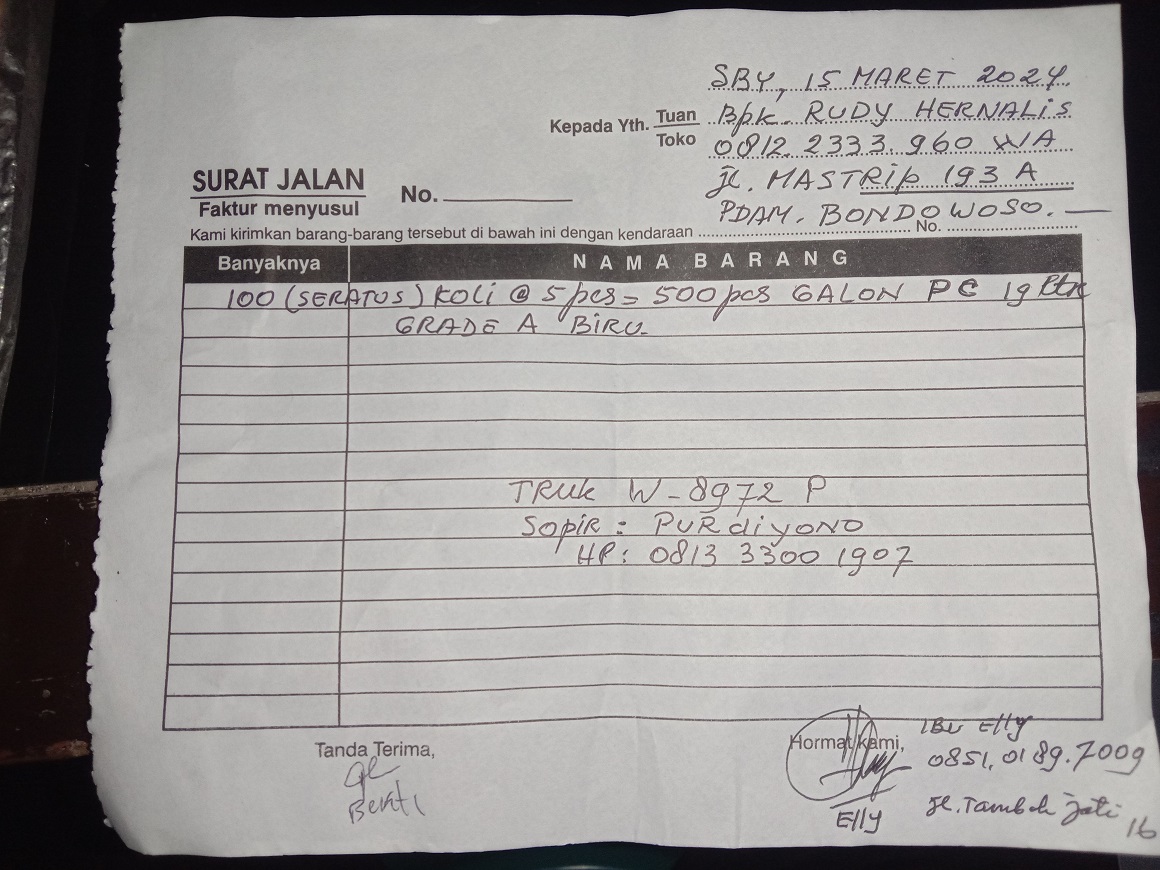 SBY, 15 MARET 2024.
Kepada Yth. Tuan Bpk. RUDY HERNALIS
Toko 0812 2333. 960 WA
SURAT JALAN No. jl. MASTRIP 193 A
Faktur menyusul PDAM. BONDOWOSO.
Kami kirimkan barang-barang tersebut di bawah ini dengan kendaraan No.
Banyaknya NAMA BARANG
100 (SERATUS) KOLI @ 5 pcs = 500 pcs GALON PC 19
GRADE A BIRU.
TRUK W-8972 P
Sopir : PURdiyONO
HP: 0813 3300 1907
Tanda Terima,
Hormat kami, IBU Elly
0851, 0189.7009
Elly
Jl. Tambak Jati 16